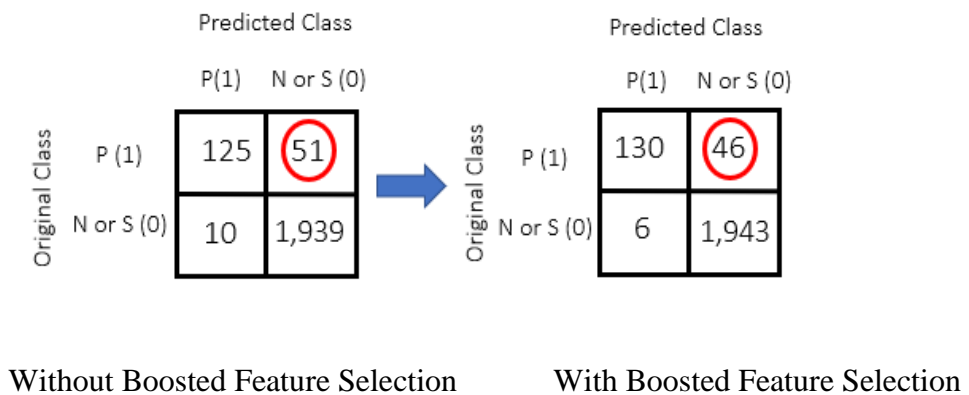 Predicted Class
P(1) N or S (0)
Original Class
P (1)
125
51
N or S (0)
10
1,939
Predicted Class
P(1) N or S (0)
Original Class
P (1)
130
46
N or S (0)
6
1,943
Without Boosted Feature Selection
With Boosted Feature Selection